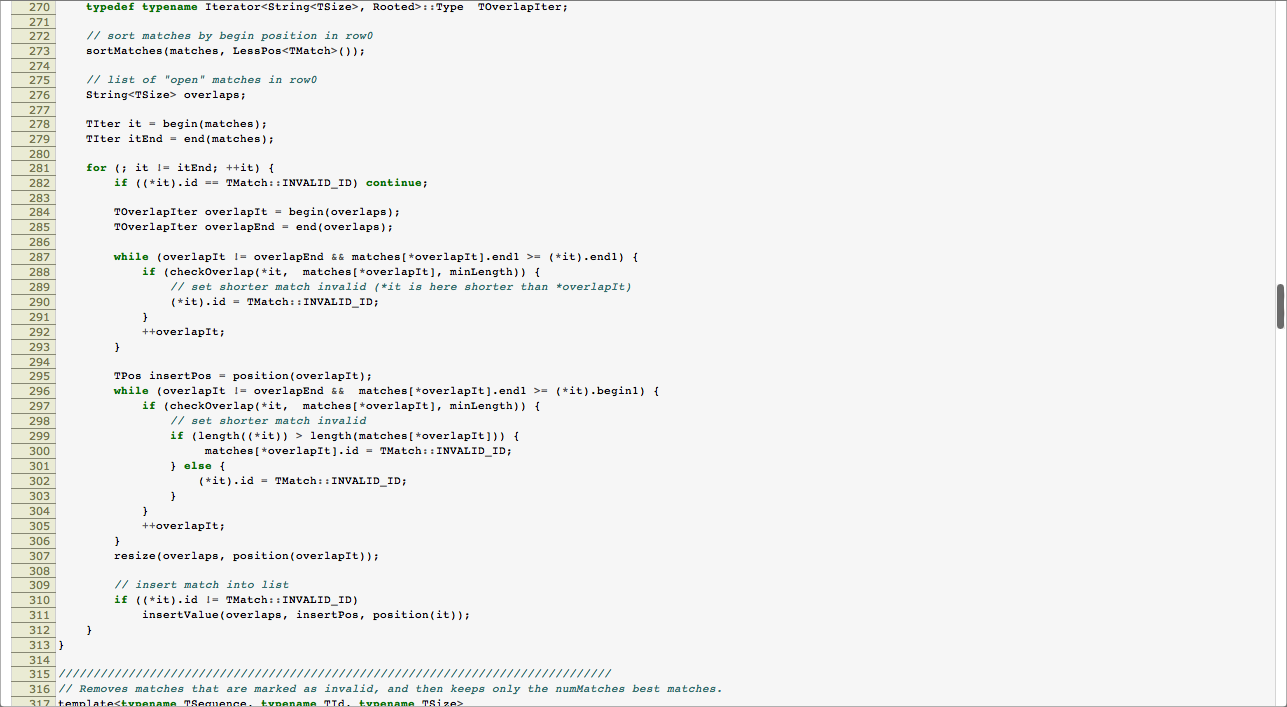 270 typedef typename Iterator<String<TSize>, Rooted>::Type  TOverlapIter;
271
272 // sort matches by begin position in row0
273 sortMatches(matches, LessPos<TMatch>());
274
275 // list of "open" matches in row0
276 String<TSize> overlaps;
277
278 TIter it = begin(matches);
279 TIter itEnd = end(matches);
280
281 for (; it != itEnd; ++it) {
282 if ((*it).id == TMatch::INVALID_ID) continue;
283
284 TOverlapIter overlapIt = begin(overlaps);
285 TOverlapIter overlapEnd = end(overlaps);
286
287 while (overlapIt != overlapEnd && matches[*overlapIt].end1 >= (*it).end1) {
288 if (checkOverlap(*it,  matches[*overlapIt], minLength)) {
289 // set shorter match invalid (*it is here shorter than *overlapIt)
290 (*it).id = TMatch::INVALID_ID;
291 }
292 ++overlapIt;
293 }
294
295 TPos insertPos = position(overlapIt);
296 while (overlapIt != overlapEnd &&  matches[*overlapIt].end1 >= (*it).begin1) {
297 if (checkOverlap(*it,  matches[*overlapIt], minLength)) {
298 // set shorter match invalid
299 if (length((*it)) > length(matches[*overlapIt])) {
300 matches[*overlapIt].id = TMatch::INVALID_ID;
301 } else {
302 (*it).id = TMatch::INVALID_ID;
303 }
304 }
305 ++overlapIt;
306 }
307 resize(overlaps, position(overlapIt));
308
309 // insert match into list
310 if ((*it).id != TMatch::INVALID_ID)
311 insertValue(overlaps, insertPos, position(it));
312 }
313 }
314
315 ///////////////////////////////////////////////////////////////////////////////
316 // Removes matches that are marked as invalid, and then keeps only the numMatches best matches.
317 template<typename TSequence, typename TId, typename TSize>